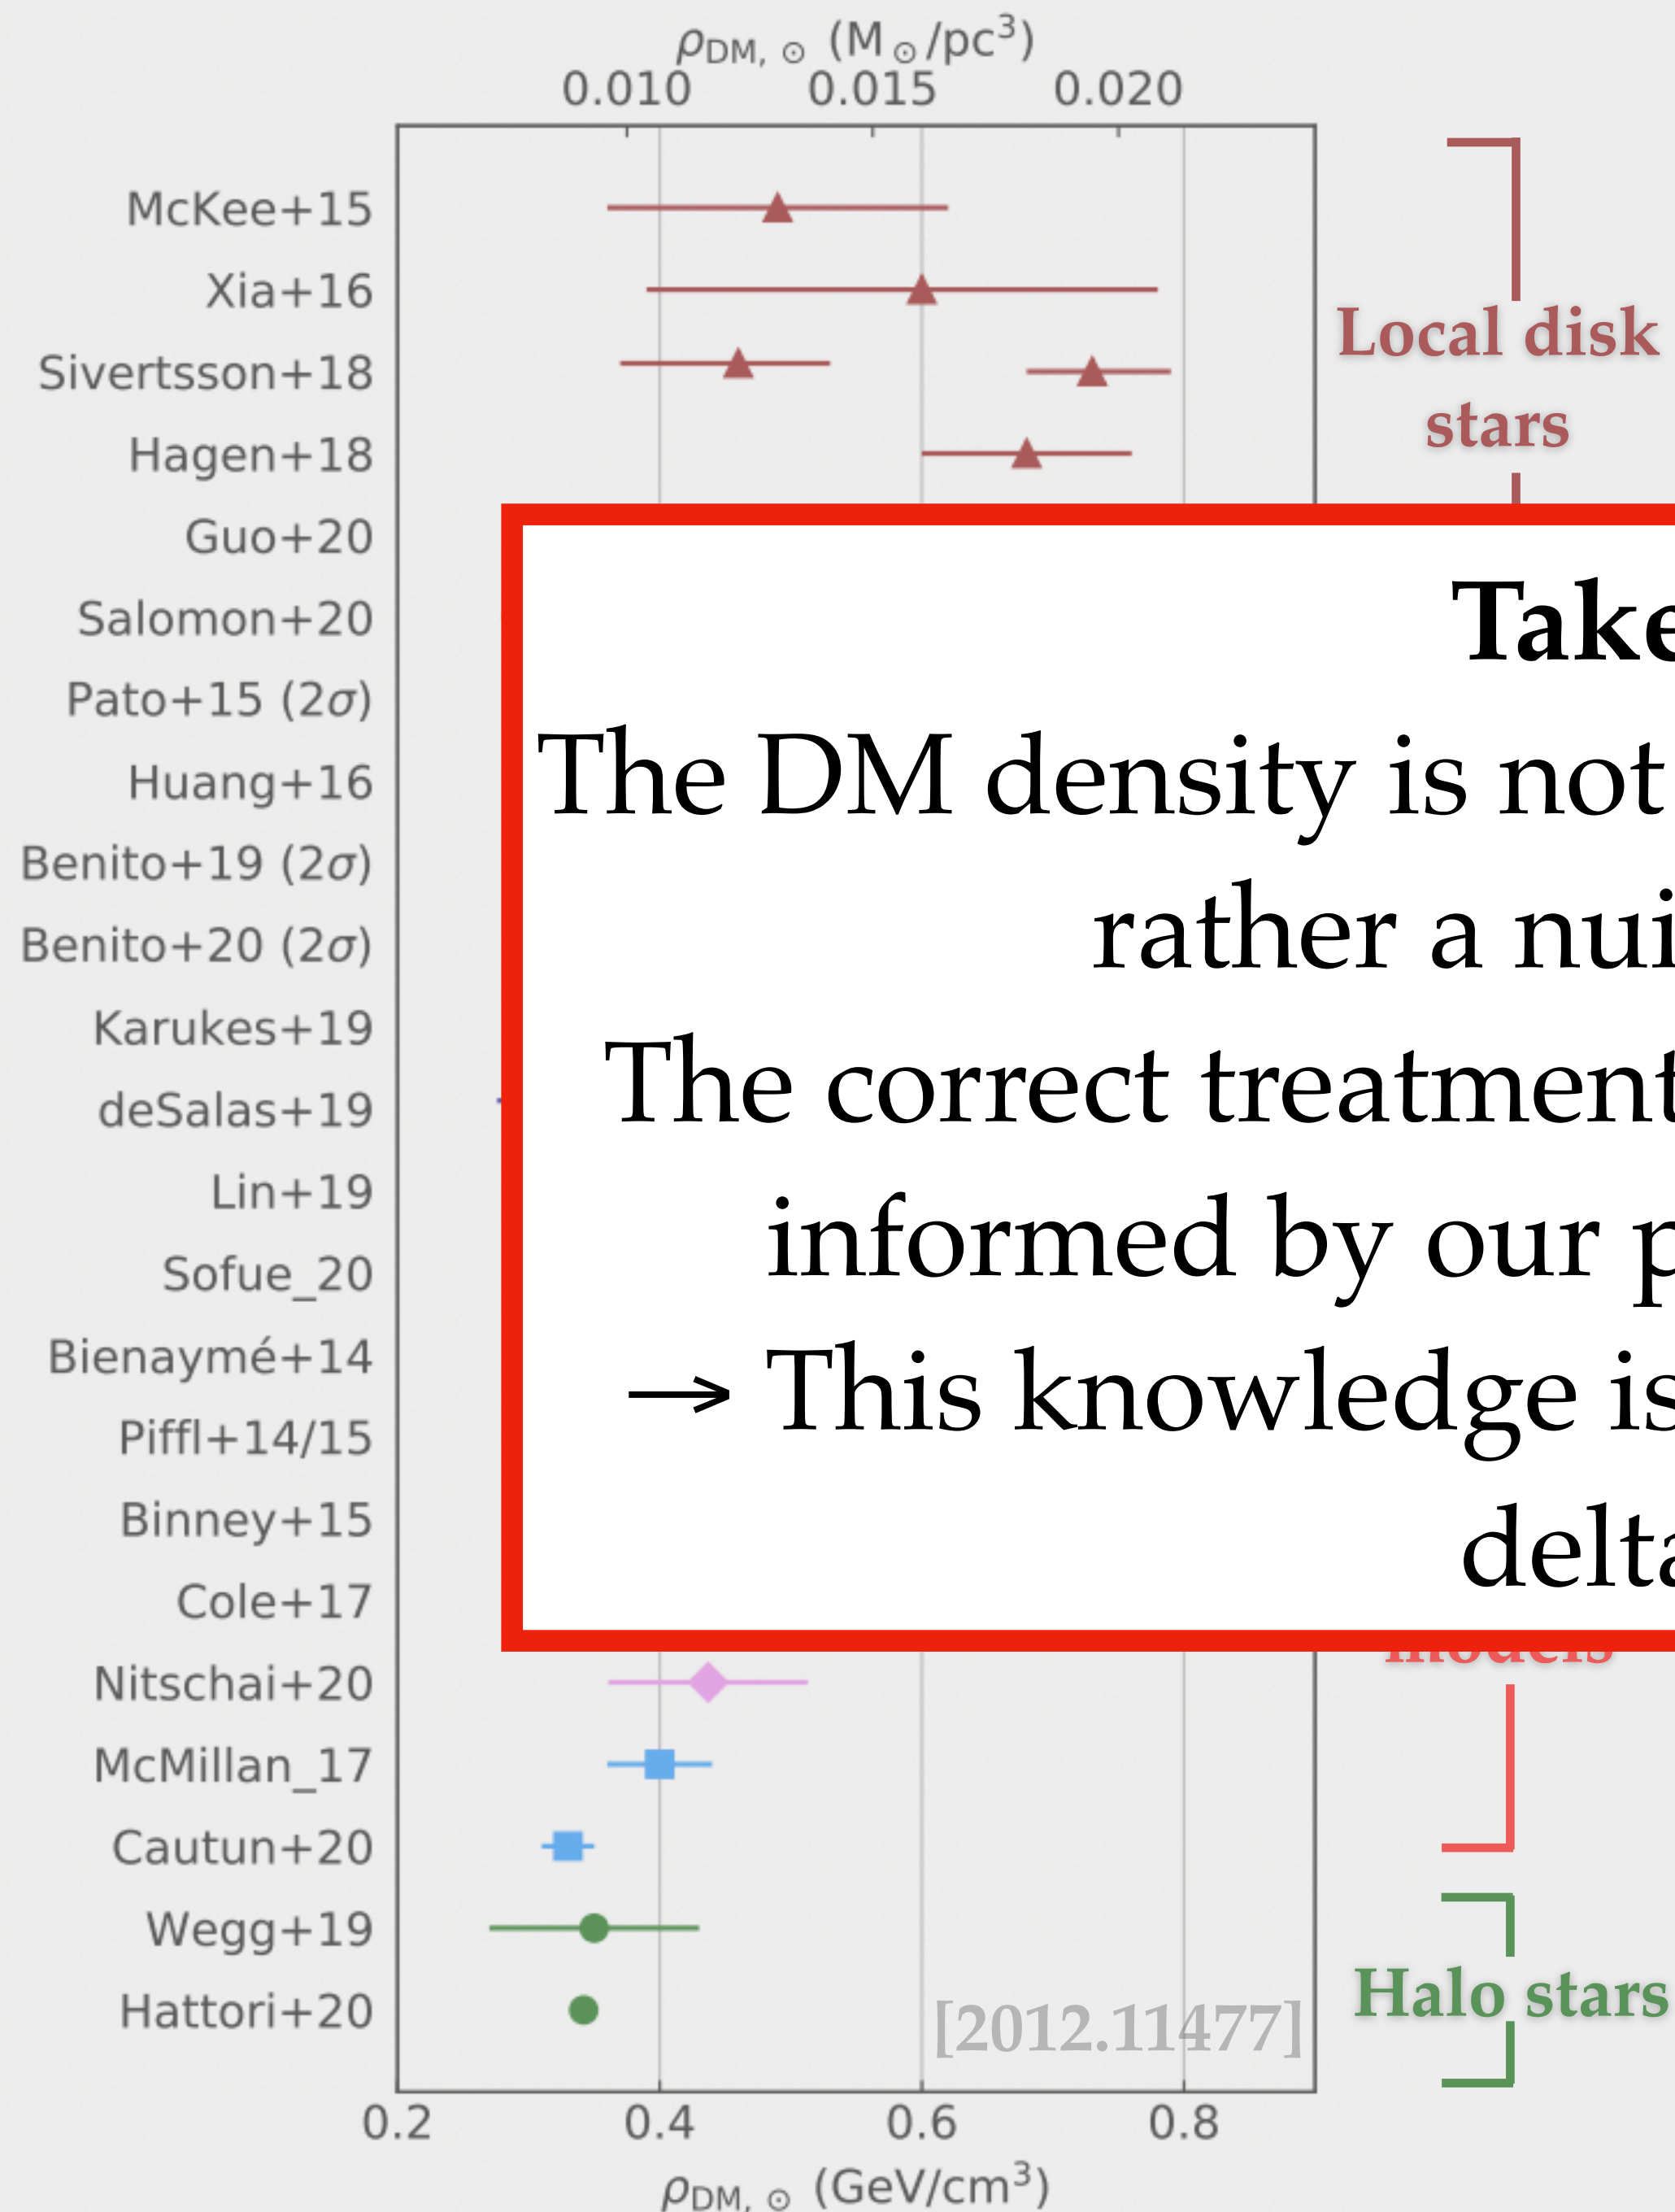 ρDM, ⊙ (M⊙/pc³)
0.010 0.015 0.020
McKee+15
Xia+16
Sivertsson+18
Hagen+18
Guo+20
Salomon+20
Pato+15 (2σ)
Huang+16
Benito+19 (2σ)
Benito+20 (2σ)
Karukes+19
deSalas+19
Lin+19
Sofue_20
Bienaymé+14
Piffl+14/15
Binney+15
Cole+17
Nitschai+20
McMillan_17
Cautun+20
Wegg+19
Hattori+20
Local disk
stars
Take
The DM density is not
rather a nui
The correct treatment
informed by our p
→ This knowledge is
delta
models
Halo stars
[2012.11477]
0.2 0.4 0.6 0.8
ρDM, ⊙ (GeV/cm³)